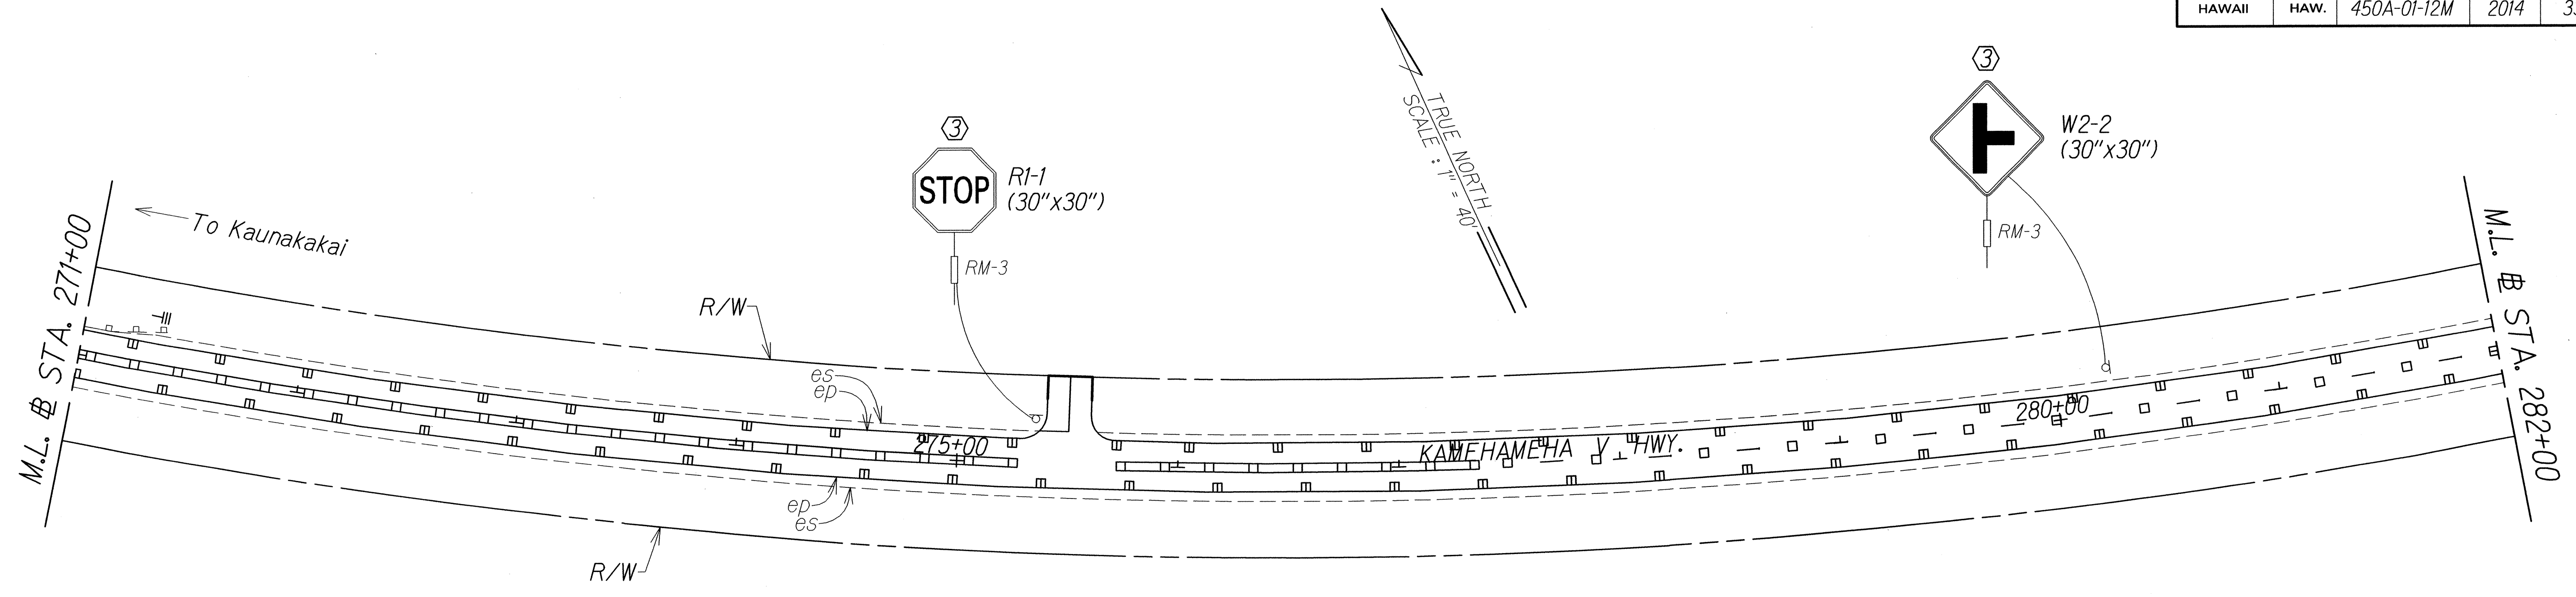 HAWAII HAW. 450A-01-12M 2014
3
3
STOP
R1-1
(30"x30")
RM-3
W2-2
(30"x30")
RM-3
TRUE NORTH
SCALE : 1" = 40'
To Kaunakakai
M.L. BL STA. 271+00
M.L. BL STA. 282+00
R/W
es
ep
275+00
KAMEHAMEHA V HWY.
280+00
ep
es
R/W